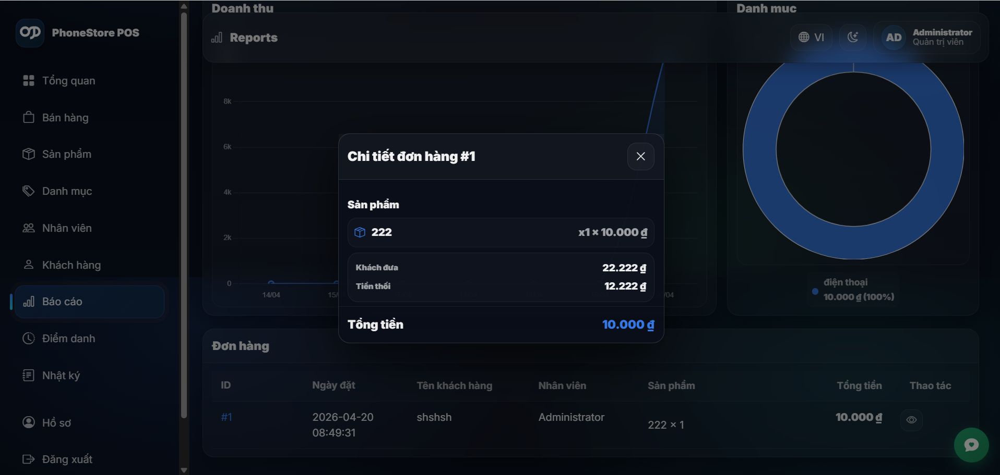 PhoneStore POS
Tổng quan
Bán hàng
Sản phẩm
Danh mục
Nhân viên
Khách hàng
Báo cáo
Điểm danh
Nhật ký
Hồ sơ
Đăng xuất
Doanh thu
Danh mục
Reports
VI
AD
Administrator
Quản trị viên
8k
6k
4k
2k
0
14/04
15/
/04
điện thoại
10.000 ₫ (100%)
Chi tiết đơn hàng #1
Sản phẩm
222
x1 × 10.000 ₫
Khách đưa
22.222 ₫
Tiền thối
12.222 ₫
Tổng tiền
10.000 ₫
Đơn hàng
ID Ngày đặt Tên khách hàng Nhân viên Sản phẩm Tổng tiền Thao tác
#1 2026-04-20 08:49:31 shshsh Administrator 222 × 1 10.000 ₫